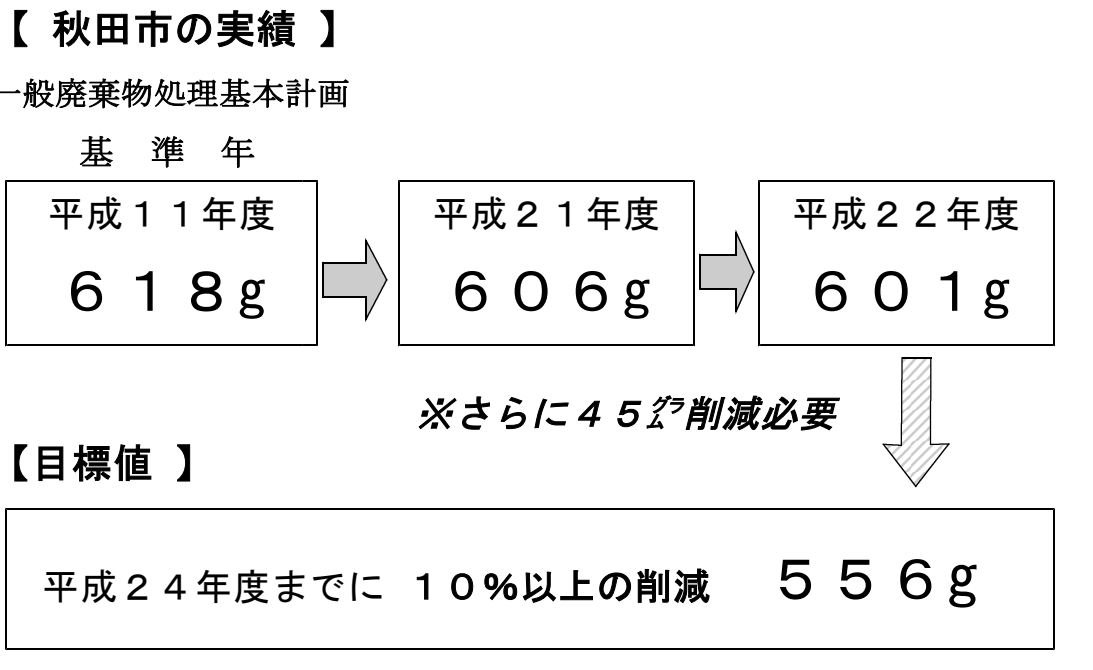 【 秋田市の実績 】
一般廃棄物処理基本計画
基 準 年
平成１１年度
６１８g
平成２１年度
６０６g
平成２２年度
６０１g
※さらに４５㌘削減必要
【目標値 】
平成２４年度までに １０%以上の削減 ５５６g